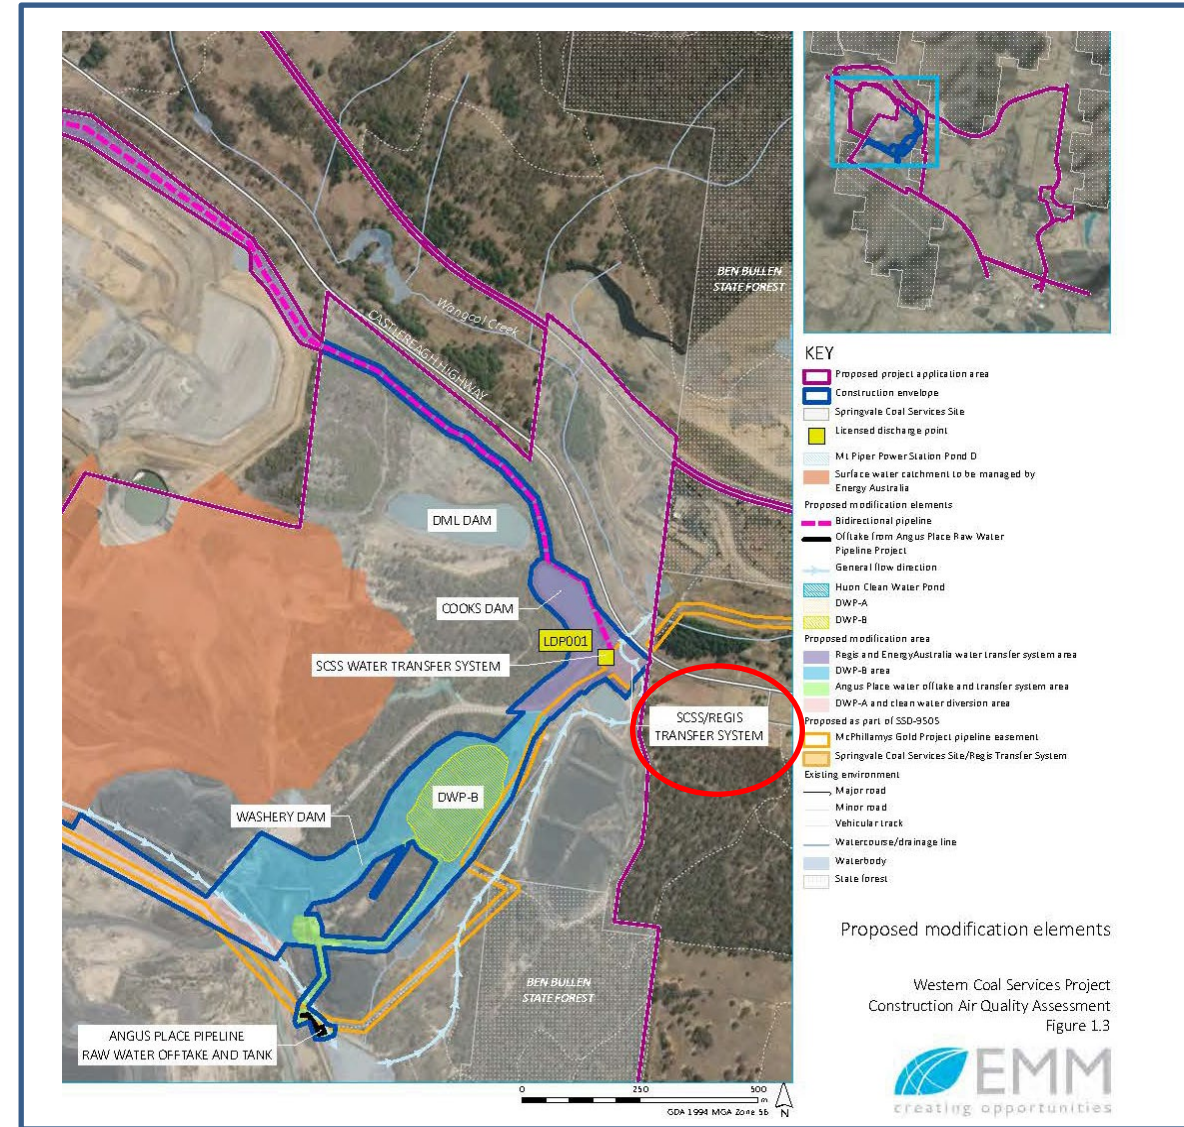 BEN BULLEN
STATE FOREST
Wangcol Creek
CASTLEREAGH HIGHWAY
DML DAM
COOKS DAM
LDP001
SCSS WATER TRANSFER SYSTEM
SCSS/REGIS
TRANSFER SYSTEM
DWP-B
WASHERY DAM
BEN BULLEN
STATE FOREST
ANGUS PLACE PIPELINE
RAW WATER OFFTAKE AND TANK
0 250 500
m
GDA 1994 MGA Zone 56 N
KEY
Proposed project application area
Construction envelope
Springvale Coal Services Site
Licensed discharge point
Mt Piper Power Station Pond D
Surface water catchment to be managed by
Energy Australia
Proposed modification elements
Bidirectional pipeline
Offtake from Angus Place Raw Water
Pipeline Project
General flow direction
Huon Clean Water Pond
DWP-A
DWP-B
Proposed modification area
Regis and EnergyAustralia water transfer system area
DWP-B area
Angus Place water offtake and transfer system area
DWP-A and clean water diversion area
Proposed as part of SSD-9505
McPhillamys Gold Project pipeline easement
Springvale Coal Services Site/Regis Transfer System
Existing environment
Major road
Minor road
Vehicular track
Watercourse/drainage line
Waterbody
State forest
Proposed modification elements
Western Coal Services Project
Construction Air Quality Assessment
Figure 1.3
EMM
creating opportunities